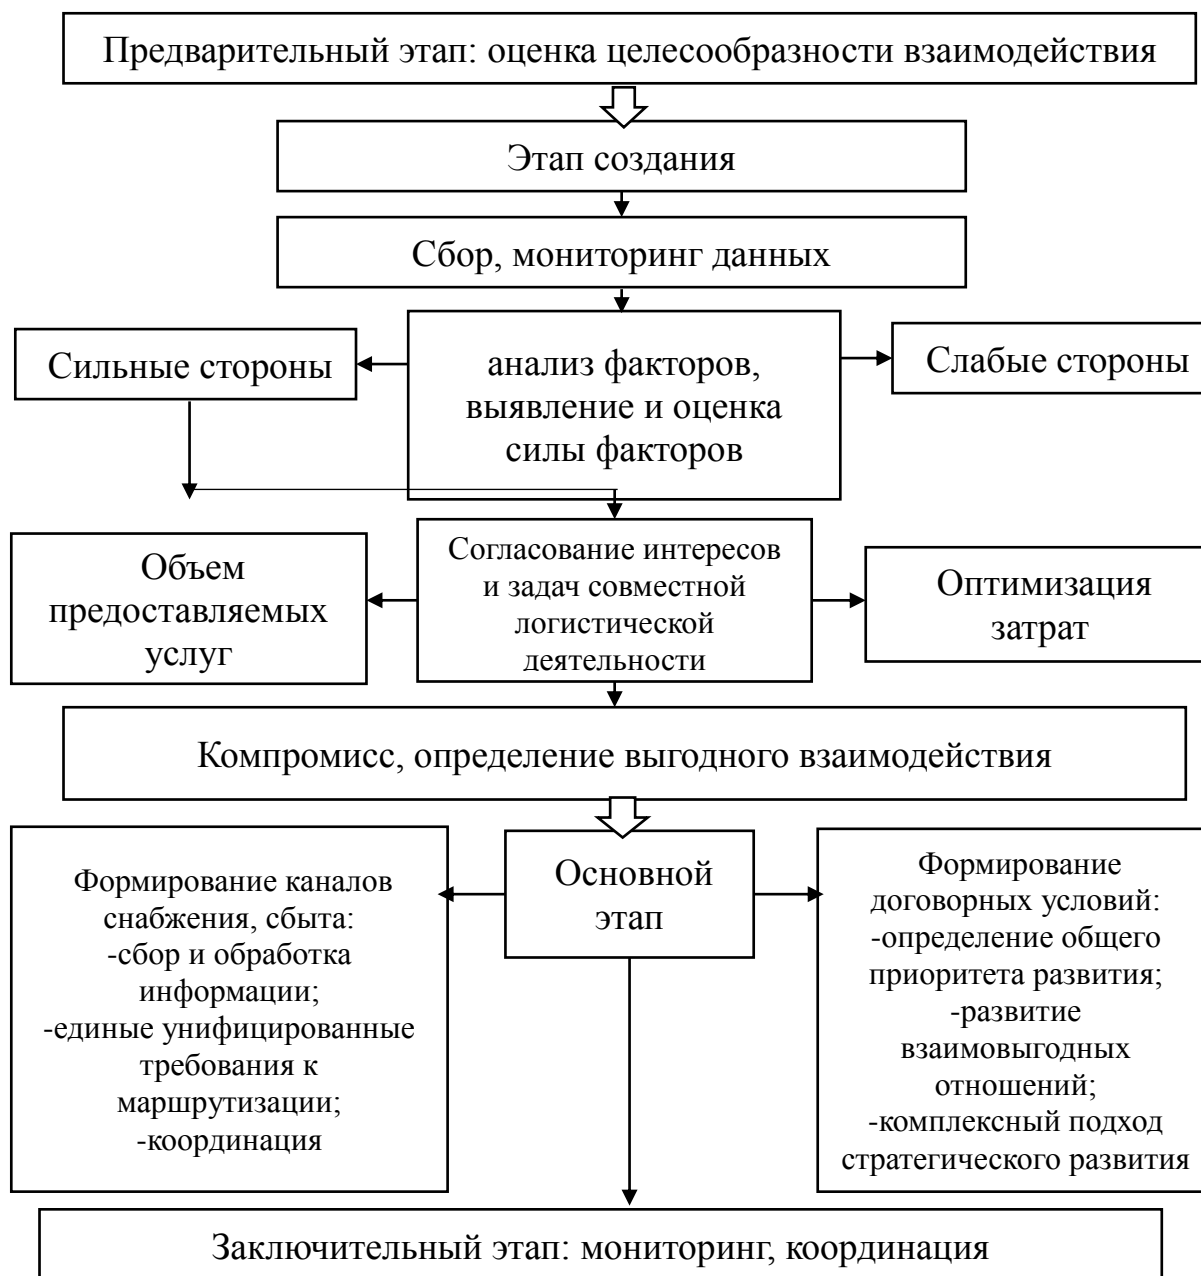 Предварительный этап: оценка целесообразности взаимодействия
Этап создания
Сбор, мониторинг данных
Сильные стороны
анализ факторов,
выявление и оценка
силы факторов
Слабые стороны
Объем
предоставляемых
услуг
Согласование интересов
и задач совместной
логистической
деятельности
Оптимизация
затрат
Компромисс, определение выгодного взаимодействия
Формирование каналов
снабжения, сбыта:
-сбор и обработка
информации;
-единые унифицированные
требования к
маршрутизации;
-координация
Основной
этап
Формирование
договорных условий:
-определение общего
приоритета развития;
-развитие
взаимовыгодных
отношений;
-комплексный подход
стратегического развития
Заключительный этап: мониторинг, координация